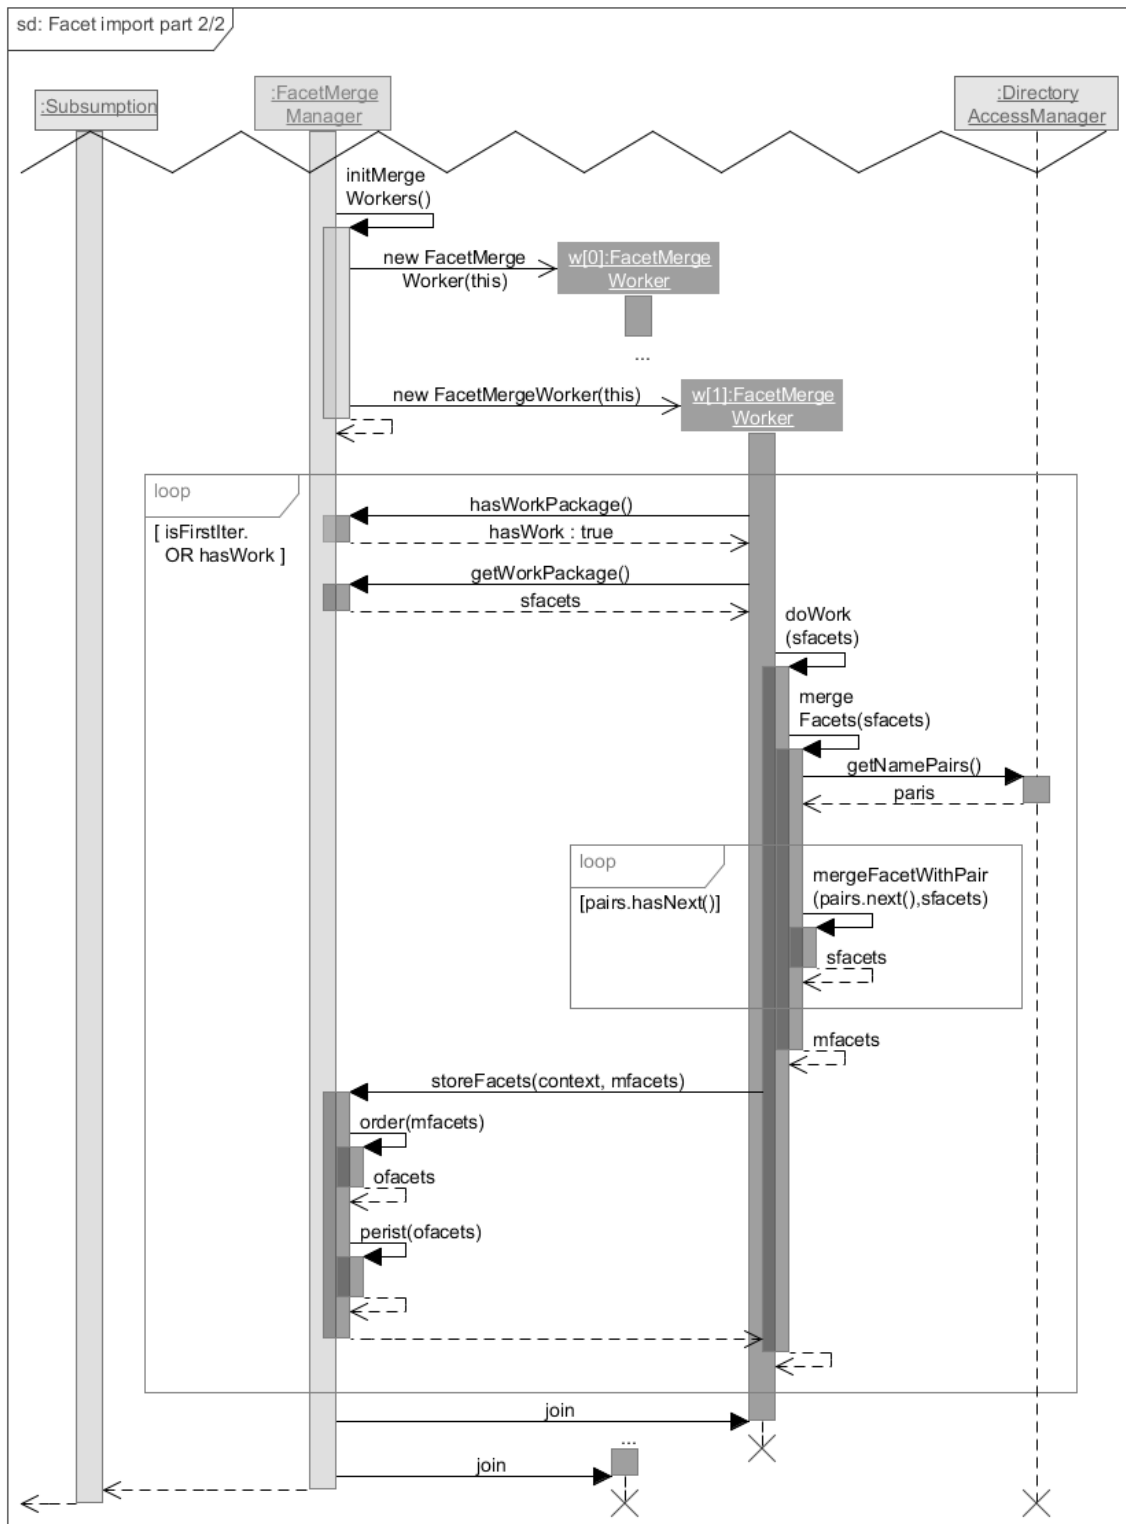 sd: Facet import part 2/2
:Subsumption
:FacetMerge
Manager
:Directory
AccessManager
initMerge
Workers()
new FacetMerge
Worker(this)
w[0]:FacetMerge
Worker
...
new FacetMergeWorker(this)
w[1]:FacetMerge
Worker
loop
[ isFirstIter.
OR hasWork ]
hasWorkPackage()
hasWork : true
getWorkPackage()
sfacets
doWork
(sfacets)
merge
Facets(sfacets)
getNamePairs()
paris
loop
[pairs.hasNext()]
mergeFacetWithPair
(pairs.next(),sfacets)
sfacets
mfacets
storeFacets(context, mfacets)
order(mfacets)
ofacets
perist(ofacets)
join
...
join